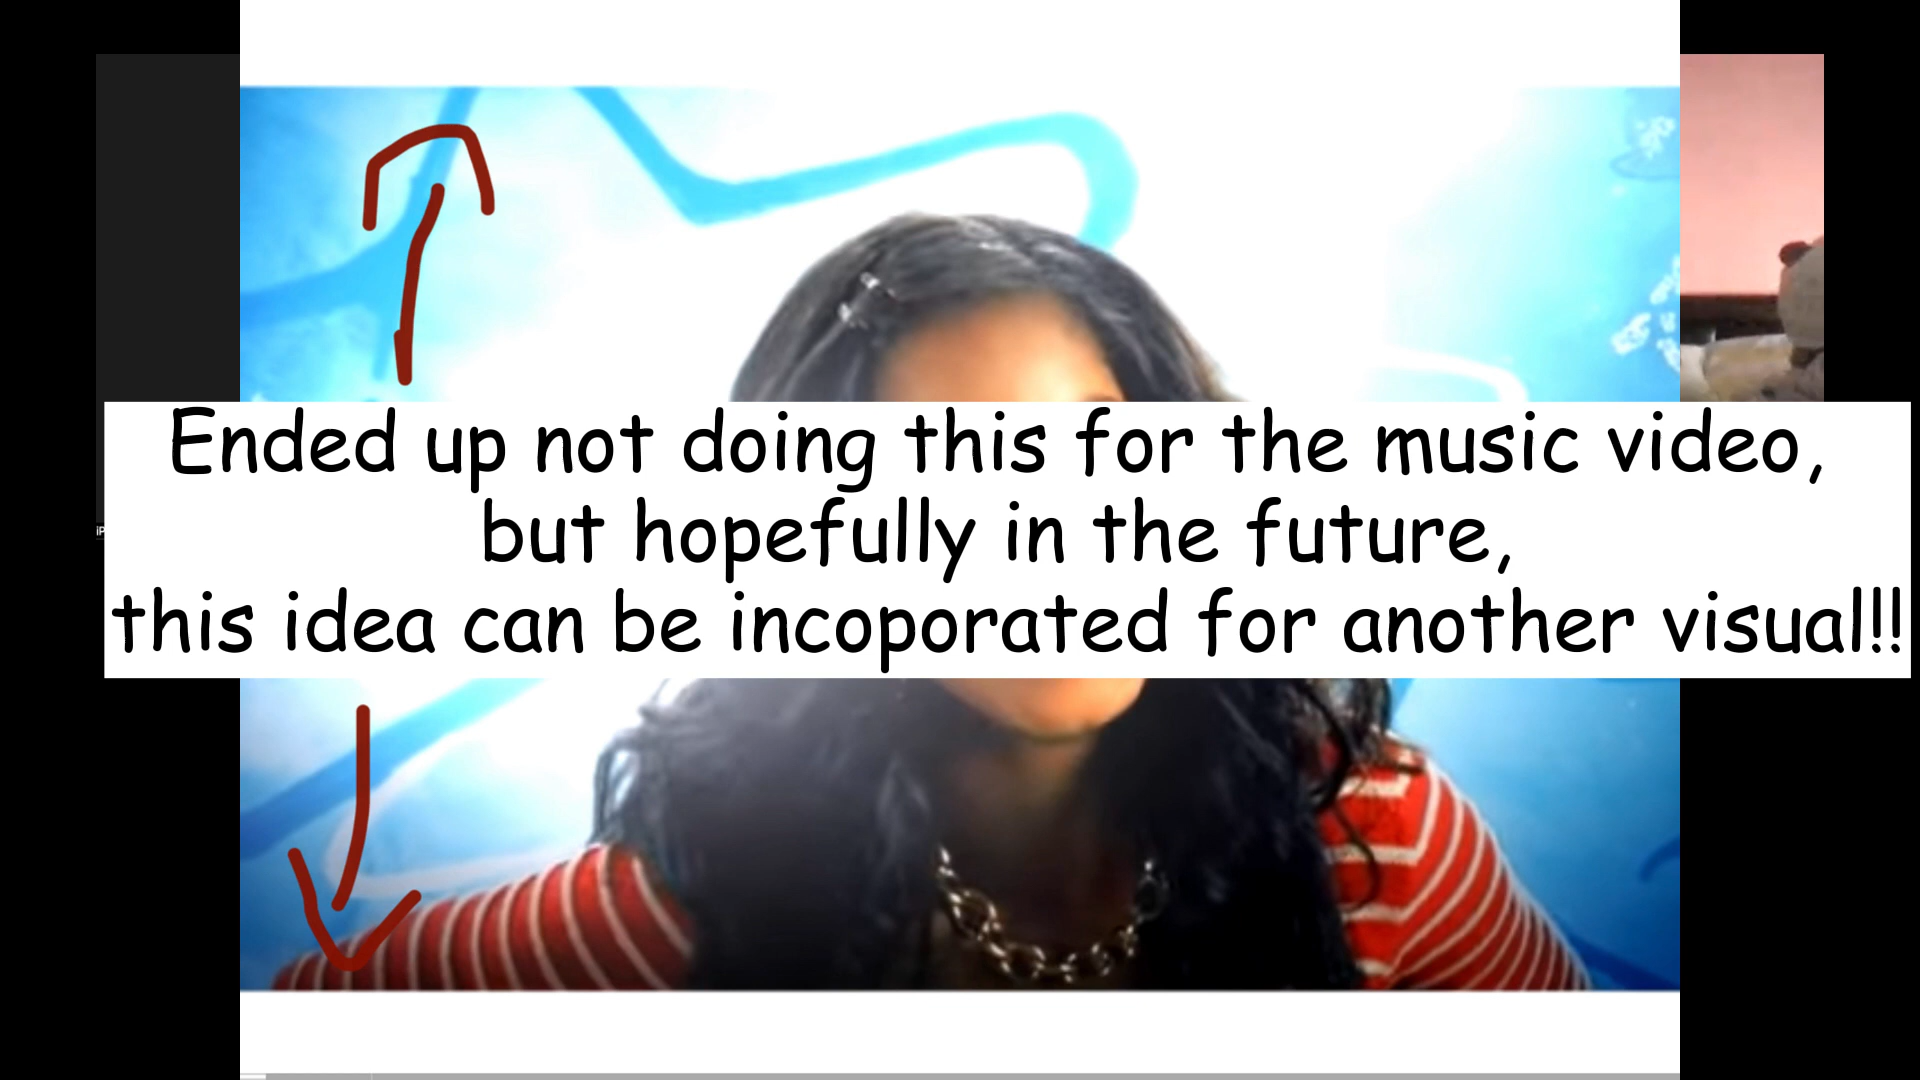 Ended up not doing this for the music video,
but hopefully in the future,
this idea can be incoporated for another visual!!